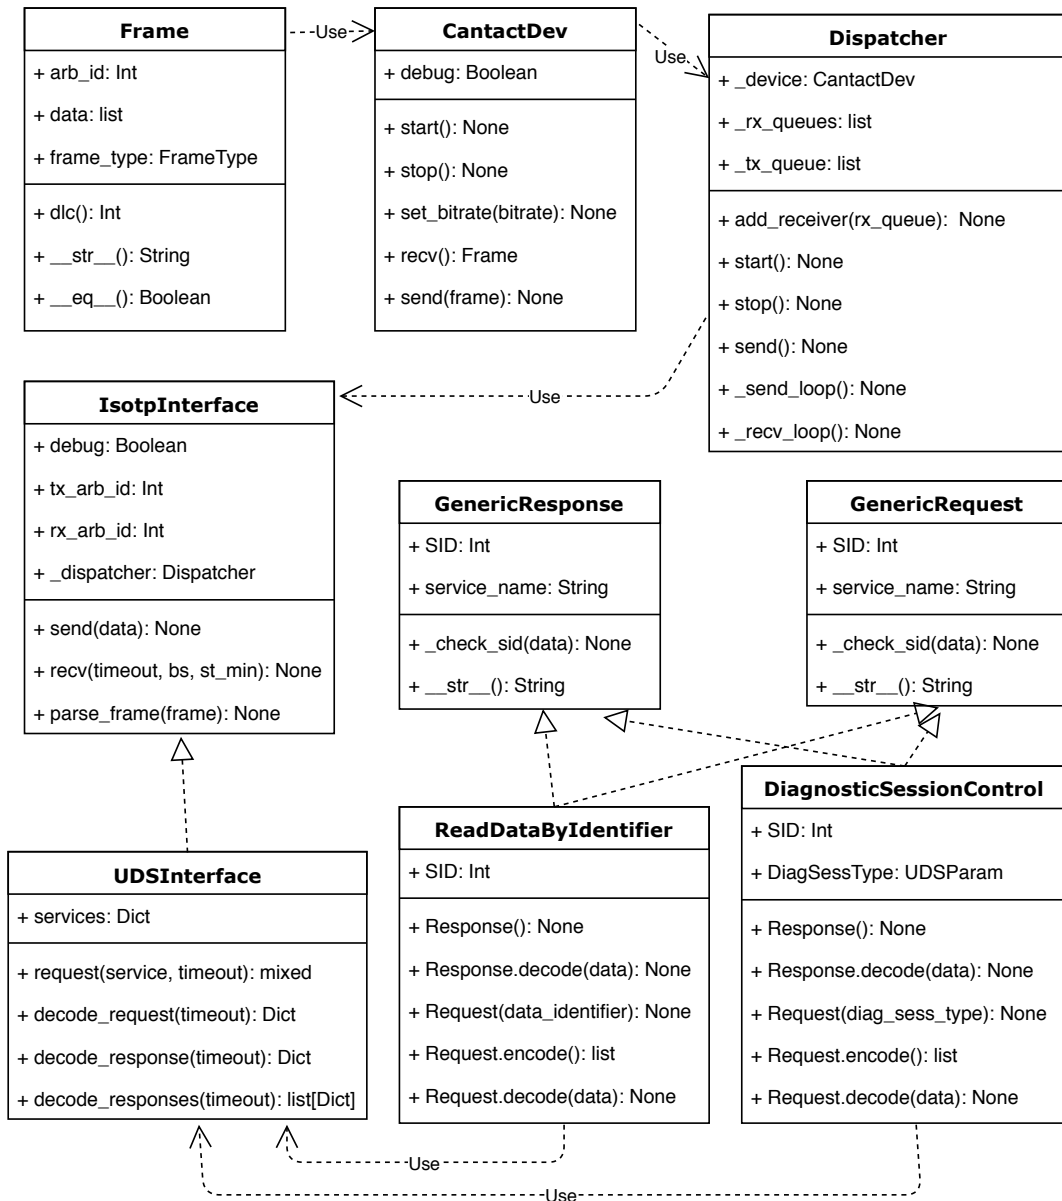 Frame
+ arb_id: Int
+ data: list
+ frame_type: FrameType
+ dlc(): Int
+ __str__(): String
+ __eq__(): Boolean
Use
CantactDev
+ debug: Boolean
+ start(): None
+ stop(): None
+ set_bitrate(bitrate): None
+ recv(): Frame
+ send(frame): None
Use
Dispatcher
+ _device: CantactDev
+ _rx_queues: list
+ _tx_queue: list
+ add_receiver(rx_queue):  None
+ start(): None
+ stop(): None
+ send(): None
+ _send_loop(): None
+ _recv_loop(): None
Use
IsotpInterface
+ debug: Boolean
+ tx_arb_id: Int
+ rx_arb_id: Int
+ _dispatcher: Dispatcher
+ send(data): None
+ recv(timeout, bs, st_min): None
+ parse_frame(frame): None
GenericResponse
+ SID: Int
+ service_name: String
+ _check_sid(data): None
+ __str__(): String
GenericRequest
+ SID: Int
+ service_name: String
+ _check_sid(data): None
+ __str__(): String
UDSInterface
+ services: Dict
+ request(service, timeout): mixed
+ decode_request(timeout): Dict
+ decode_response(timeout): Dict
+ decode_responses(timeout): list[Dict]
ReadDataByIdentifier
+ SID: Int
+ Response(): None
+ Response.decode(data): None
+ Request(data_identifier): None
+ Request.encode(): list
+ Request.decode(data): None
DiagnosticSessionControl
+ SID: Int
+ DiagSessType: UDSParam
+ Response(): None
+ Response.decode(data): None
+ Request(diag_sess_type): None
+ Request.encode(): list
+ Request.decode(data): None
Use
Use